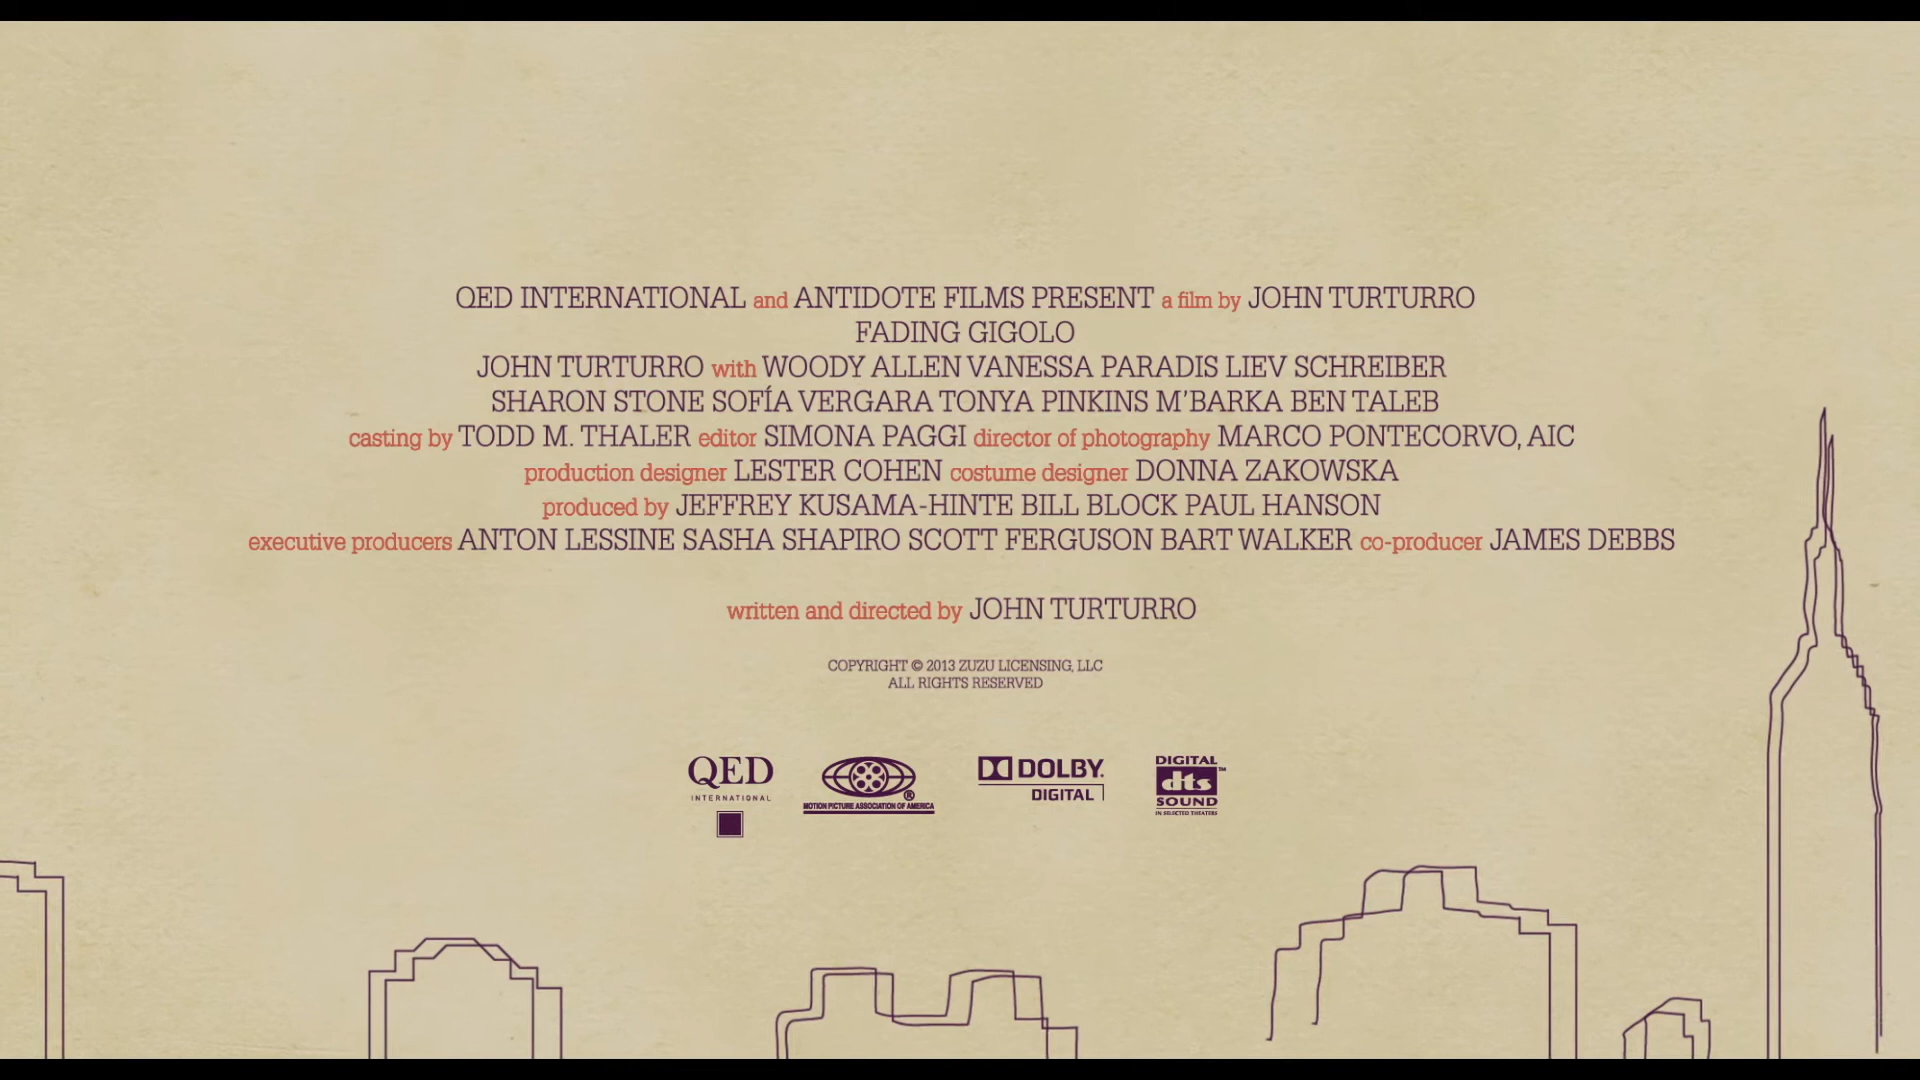 QED INTERNATIONAL and ANTIDOTE FILMS PRESENT a film by JOHN TURTURRO
FADING GIGOLO
JOHN TURTURRO with WOODY ALLEN VANESSA PARADIS LIEV SCHREIBER
SHARON STONE SOFÍA VERGARA TONYA PINKINS M'BARKA BEN TALEB
casting by TODD M. THALER editor SIMONA PAGGI director of photography MARCO PONTECORVO, AIC
production designer LESTER COHEN costume designer DONNA ZAKOWSKA
produced by JEFFREY KUSAMA-HINTE BILL BLOCK PAUL HANSON
executive producers ANTON LESSINE SASHA SHAPIRO SCOTT FERGUSON BART WALKER co-producer JAMES DEBBS
written and directed by JOHN TURTURRO
COPYRIGHT © 2013 ZUZU LICENSING, LLC
ALL RIGHTS RESERVED
QED
INTERNATIONAL
®
MOTION PICTURE ASSOCIATION OF AMERICA
DOLBY.
DIGITAL
DIGITAL
dts™
SOUND
IN SELECTED THEATERS